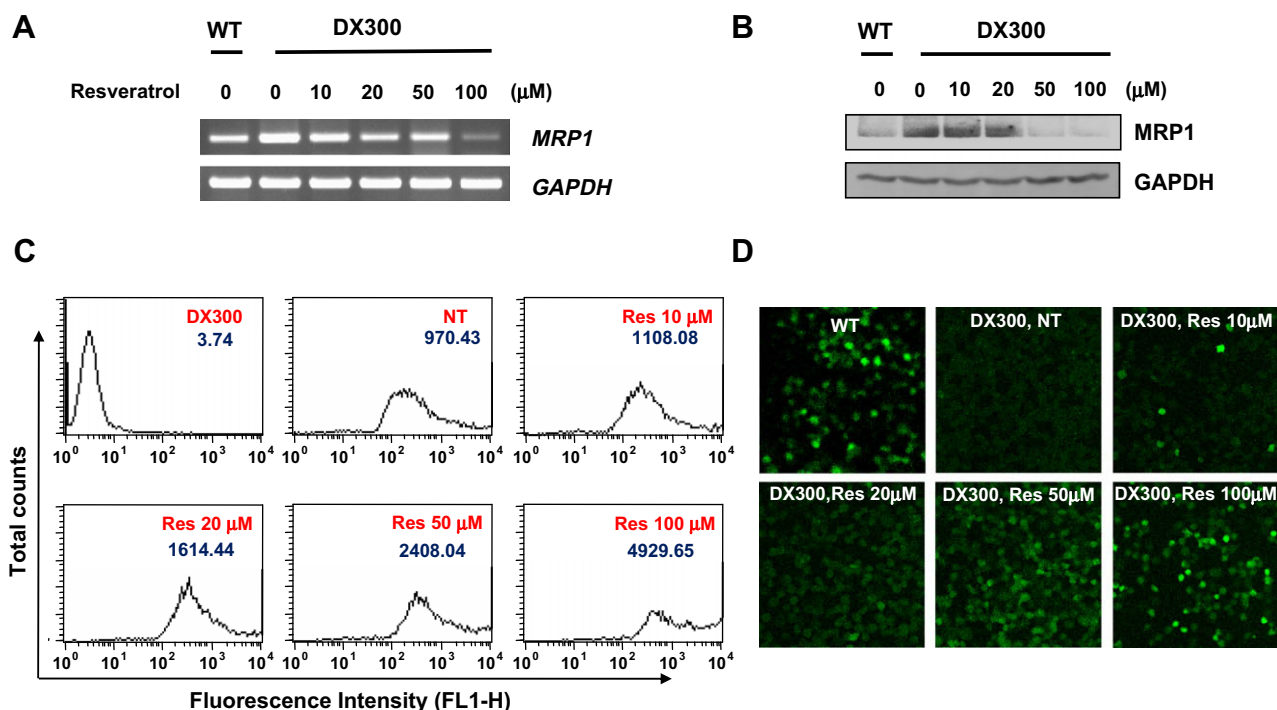 A
WT DX300
Resveratrol 0 0 10 20 50 100 (μM)
MRP1
GAPDH
B
WT DX300
0 0 10 20 50 100 (μM)
MRP1
GAPDH
C
Total counts
DX300
3.74
10⁰ 10¹ 10² 10³ 10⁴
NT
970.43
10⁰ 10¹ 10² 10³ 10⁴
Res 10 μM
1108.08
10⁰ 10¹ 10² 10³ 10⁴
Res 20 μM
1614.44
10⁰ 10¹ 10² 10³ 10⁴
Res 50 μM
2408.04
10⁰ 10¹ 10² 10³ 10⁴
Res 100 μM
4929.65
10⁰ 10¹ 10² 10³ 10⁴
Fluorescence Intensity (FL1-H)
D
WT
DX300, NT
DX300, Res 10μM
DX300,Res 20μM
DX300, Res 50μM
DX300, Res 100μM